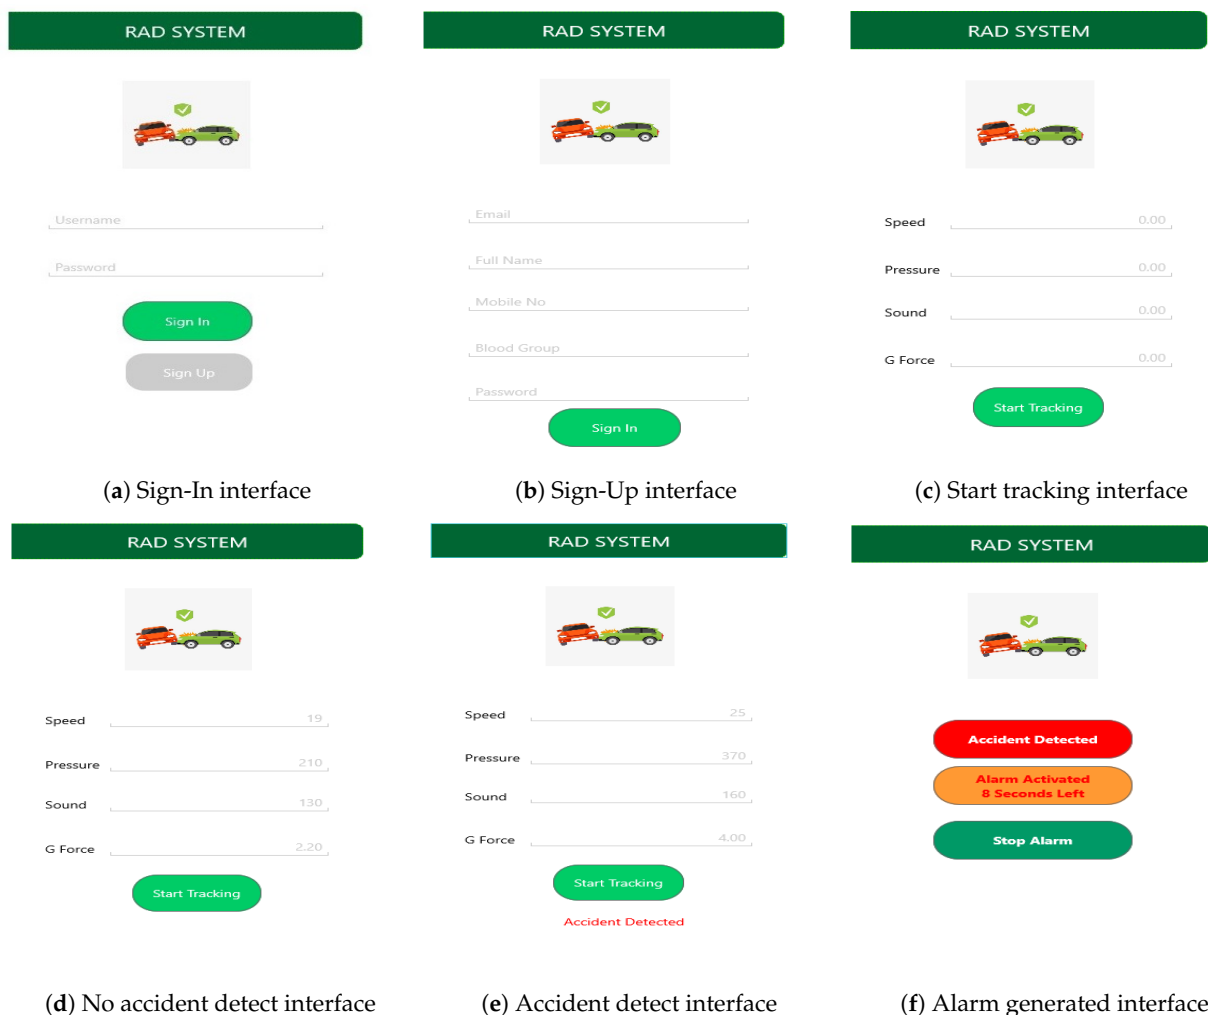 RAD SYSTEM
Username
Password
Sign In
Sign Up
(a) Sign-In interface
RAD SYSTEM
Email
Full Name
Mobile No
Blood Group
Password
Sign In
(b) Sign-Up interface
RAD SYSTEM
Speed 0.00
Pressure 0.00
Sound 0.00
G Force 0.00
Start Tracking
(c) Start tracking interface
RAD SYSTEM
Speed 19
Pressure 210
Sound 130
G Force 2.20
Start Tracking
(d) No accident detect interface
RAD SYSTEM
Speed 25
Pressure 370
Sound 160
G Force 4.00
Start Tracking
Accident Detected
(e) Accident detect interface
RAD SYSTEM
Accident Detected
Alarm Activated
8 Seconds Left
Stop Alarm
(f) Alarm generated interface